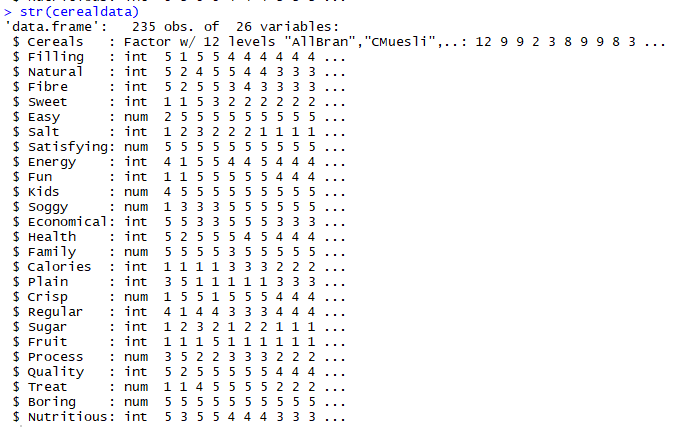 > str(cerealdata)
'data.frame':   235 obs. of  26 variables:
 $ Cereals   : Factor w/ 12 levels "AllBran","CMuesli",..: 12 9 9 2 3 8 9 9 8 3 ...
 $ Filling   : int  5 1 5 5 4 4 4 4 4 4 ...
 $ Natural   : int  5 2 4 5 5 4 4 3 3 3 ...
 $ Fibre     : int  5 2 5 5 3 4 3 3 3 3 ...
 $ Sweet     : int  1 1 5 3 2 2 2 2 2 2 ...
 $ Easy      : num  2 5 5 5 5 5 5 5 5 5 ...
 $ Salt      : int  1 2 3 2 2 2 1 1 1 1 ...
 $ Satisfying: num  5 5 5 5 5 5 5 5 5 5 ...
 $ Energy    : int  4 1 5 5 4 4 5 4 4 4 ...
 $ Fun       : int  1 1 5 5 5 5 5 4 4 4 ...
 $ Kids      : num  4 5 5 5 5 5 5 5 5 5 ...
 $ Soggy     : num  1 3 3 3 5 5 5 5 5 5 ...
 $ Economical: int  5 5 3 3 5 5 5 3 3 3 ...
 $ Health    : int  5 2 5 5 5 4 5 4 4 4 ...
 $ Family    : num  5 5 5 5 3 5 5 5 5 5 ...
 $ Calories  : int  1 1 1 1 3 3 3 2 2 2 ...
 $ Plain     : int  3 5 1 1 1 1 1 3 3 3 ...
 $ Crisp     : num  1 5 5 1 5 5 5 4 4 4 ...
 $ Regular   : int  4 1 4 4 3 3 3 4 4 4 ...
 $ Sugar     : int  1 2 3 2 1 2 2 1 1 1 ...
 $ Fruit     : int  1 1 1 5 1 1 1 1 1 1 ...
 $ Process   : num  3 5 2 2 3 3 3 2 2 2 ...
 $ Quality   : int  5 2 5 5 5 5 5 4 4 4 ...
 $ Treat     : num  1 1 4 5 5 5 5 2 2 2 ...
 $ Boring    : num  5 5 5 5 5 5 5 5 5 5 ...
 $ Nutritious: int  5 3 5 5 4 4 4 3 3 3 ...